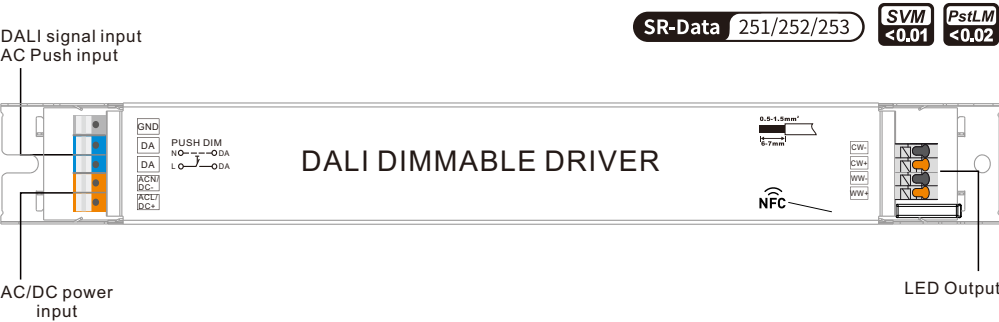 SR-Data 251/252/253
SVM
<0.01
PstLM
<0.02
DALI signal input
AC Push input
GND
DA
DA
ACN/
DC-
ACL/
DC+
PUSH DIM
N DA
L DA
DALI DIMMABLE DRIVER
0.5-1.5mm²
6-7mm
NFC
CW-
CW+
WW-
WW+
AC/DC power
input
LED Output